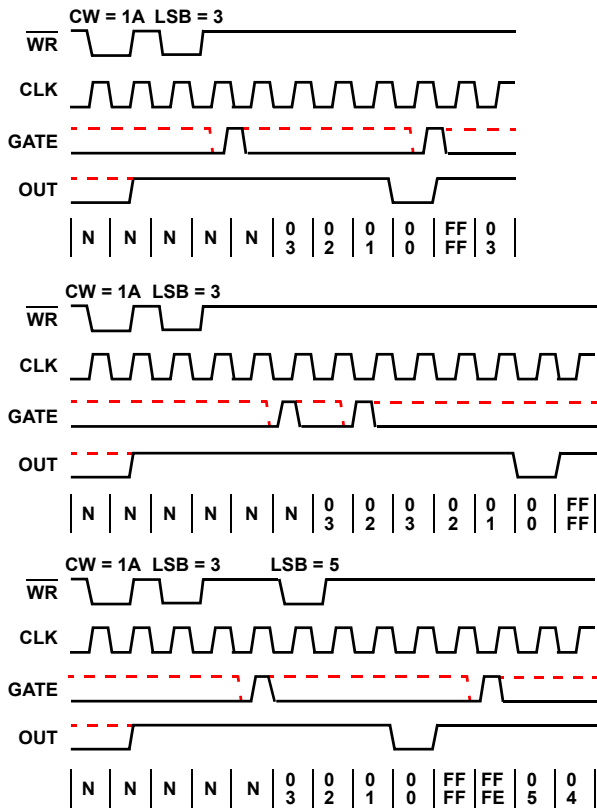 CW = 1A LSB = 3
WR
CLK
GATE
OUT
N N N N N 0 0 0 0 FF 0
3 2 1 0 FF 3
CW = 1A LSB = 3
WR
CLK
GATE
OUT
N N N N N N 0 0 0 0 0 0 FF
3 2 3 2 1 0 FF
CW = 1A LSB = 3 LSB = 5
WR
CLK
GATE
OUT
N N N N N 0 0 0 0 FF FF 0 0
3 2 1 0 FF FE 5 4